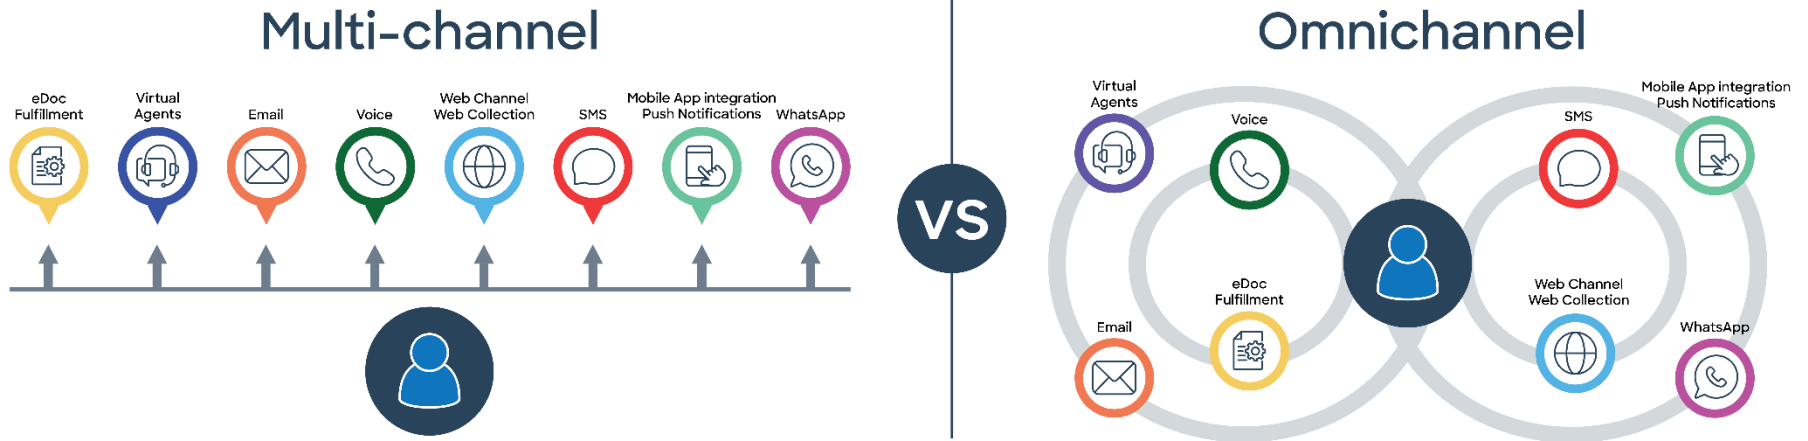 Multi-channel
eDoc
Fulfillment
Virtual
Agents
Email
Voice
Web Channel
Web Collection
SMS
Mobile App integration
Push Notifications
WhatsApp
VS
Omnichannel
Virtual
Agents
Voice
SMS
Mobile App integration
Push Notifications
Email
eDoc
Fulfillment
Web Channel
Web Collection
WhatsApp